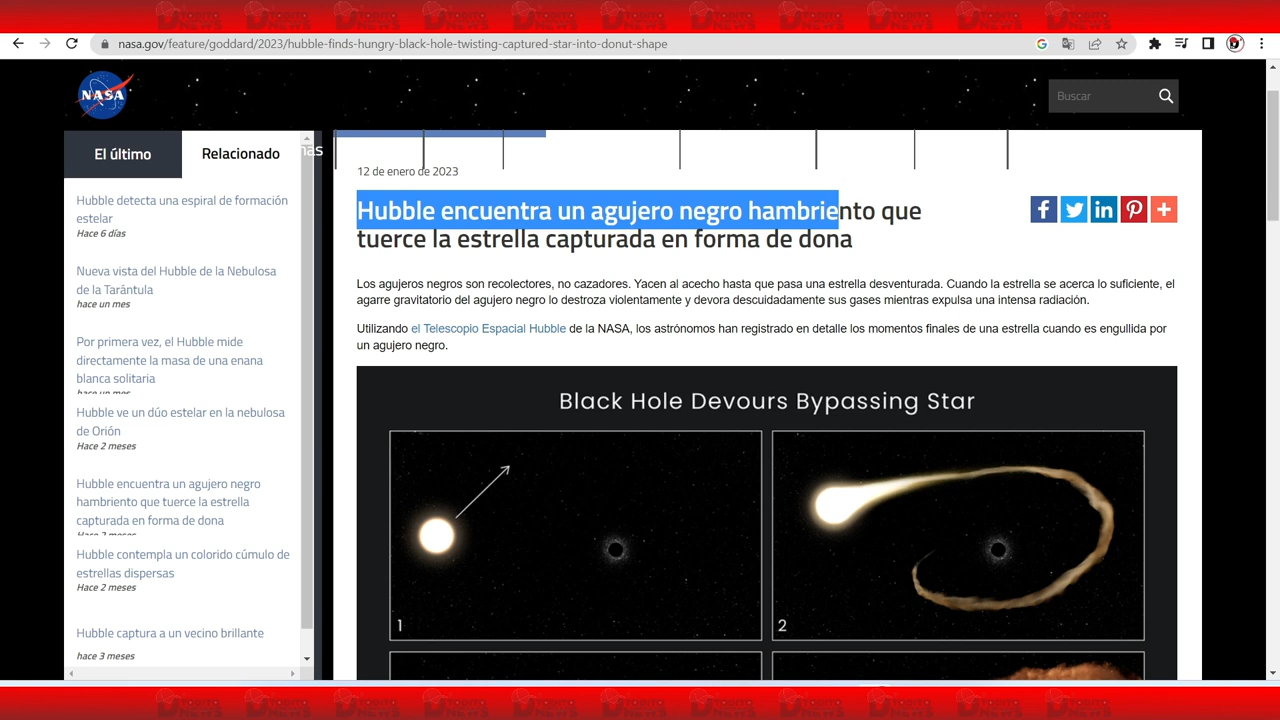 nasa.gov/feature/goddard/2023/hubble-finds-hungry-black-hole-twisting-captured-star-into-donut-shape
NASA
Buscar
El último
Relacionado
Hubble detecta una espiral de formación
estelar
Hace 6 días
Nueva vista del Hubble de la Nebulosa
de la Tarántula
hace un mes
Por primera vez, el Hubble mide
directamente la masa de una enana
blanca solitaria
hace un mes
Hubble ve un dúo estelar en la nebulosa
de Orión
Hace 2 meses
Hubble encuentra un agujero negro
hambriento que tuerce la estrella
capturada en forma de dona
Hace 2 meses
Hubble contempla un colorido cúmulo de
estrellas dispersas
Hace 2 meses
Hubble captura a un vecino brillante
hace 3 meses
12 de enero de 2023
Hubble encuentra un agujero negro hambriento que
tuerce la estrella capturada en forma de dona
Los agujeros negros son recolectores, no cazadores. Yacen al acecho hasta que pasa una estrella desventurada. Cuando la estrella se acerca lo suficiente, el
agarre gravitatorio del agujero negro lo destroza violentamente y devora descuidadamente sus gases mientras expulsa una intensa radiación.
Utilizando el Telescopio Espacial Hubble de la NASA, los astrónomos han registrado en detalle los momentos finales de una estrella cuando es engullida por
un agujero negro.
Black Hole Devours Bypassing Star
1
2